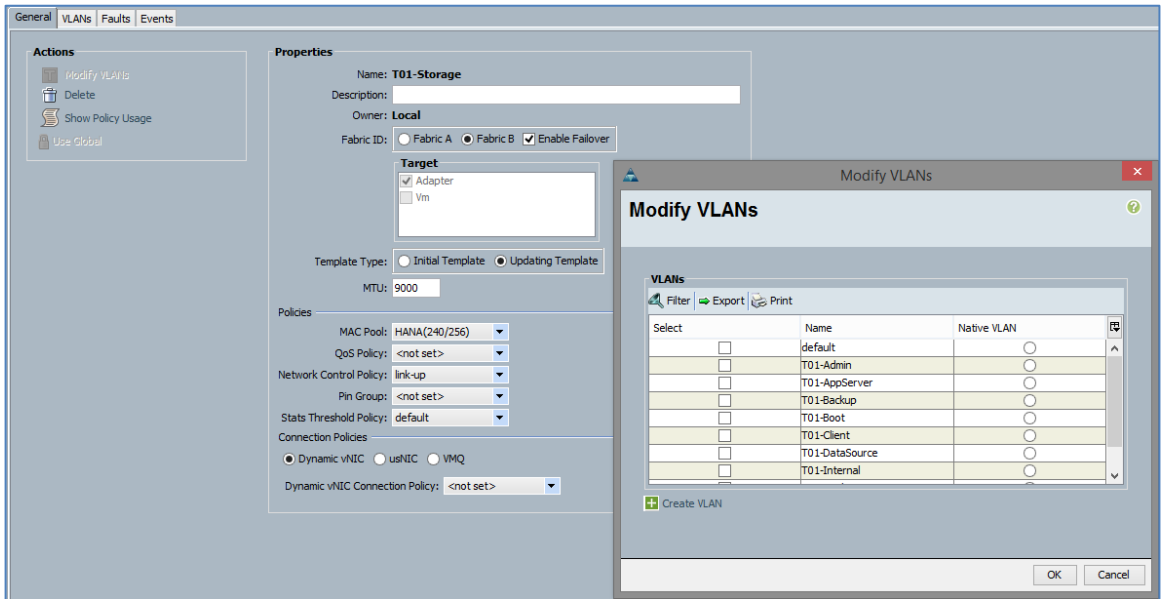 General VLANs Faults Events
Actions
Modify VLANs
Delete
Show Policy Usage
Use Global
Properties
Name: T01-Storage
Description:
Owner: Local
Fabric ID: Fabric A Fabric B Enable Failover
Target
Adapter
Vm
Template Type: Initial Template Updating Template
MTU: 9000
Policies
MAC Pool: HANA(240/256)
QoS Policy: <not set>
Network Control Policy: link-up
Pin Group: <not set>
Stats Threshold Policy: default
Connection Policies
Dynamic vNIC usNIC VMQ
Dynamic vNIC Connection Policy: <not set>
Modify VLANs
Modify VLANs
VLANs
Filter Export Print
Select Name Native VLAN
default
T01-Admin
T01-AppServer
T01-Backup
T01-Boot
T01-Client
T01-DataSource
T01-Internal
Create VLAN
OK Cancel